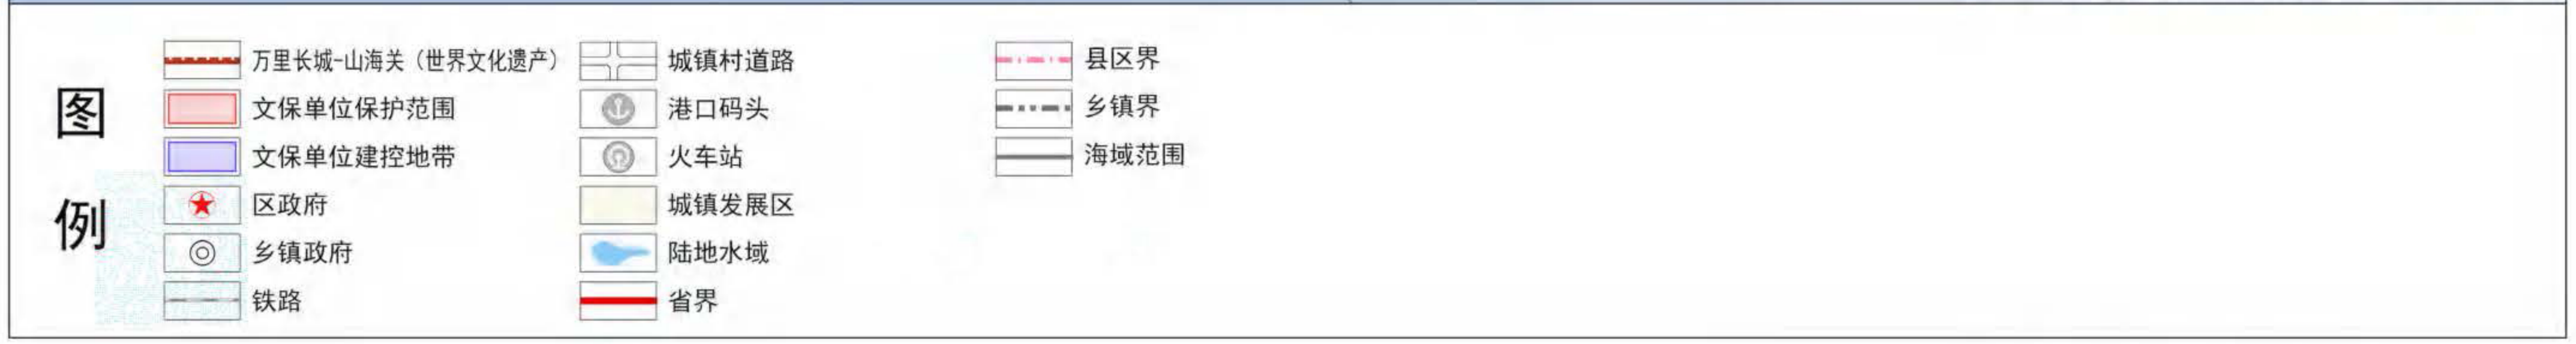 图例
万里长城-山海关（世界文化遗产）
文保单位保护范围
文保单位建控地带
区政府
乡镇政府
铁路
城镇村道路
港口码头
火车站
城镇发展区
陆地水域
省界
县区界
乡镇界
海域范围